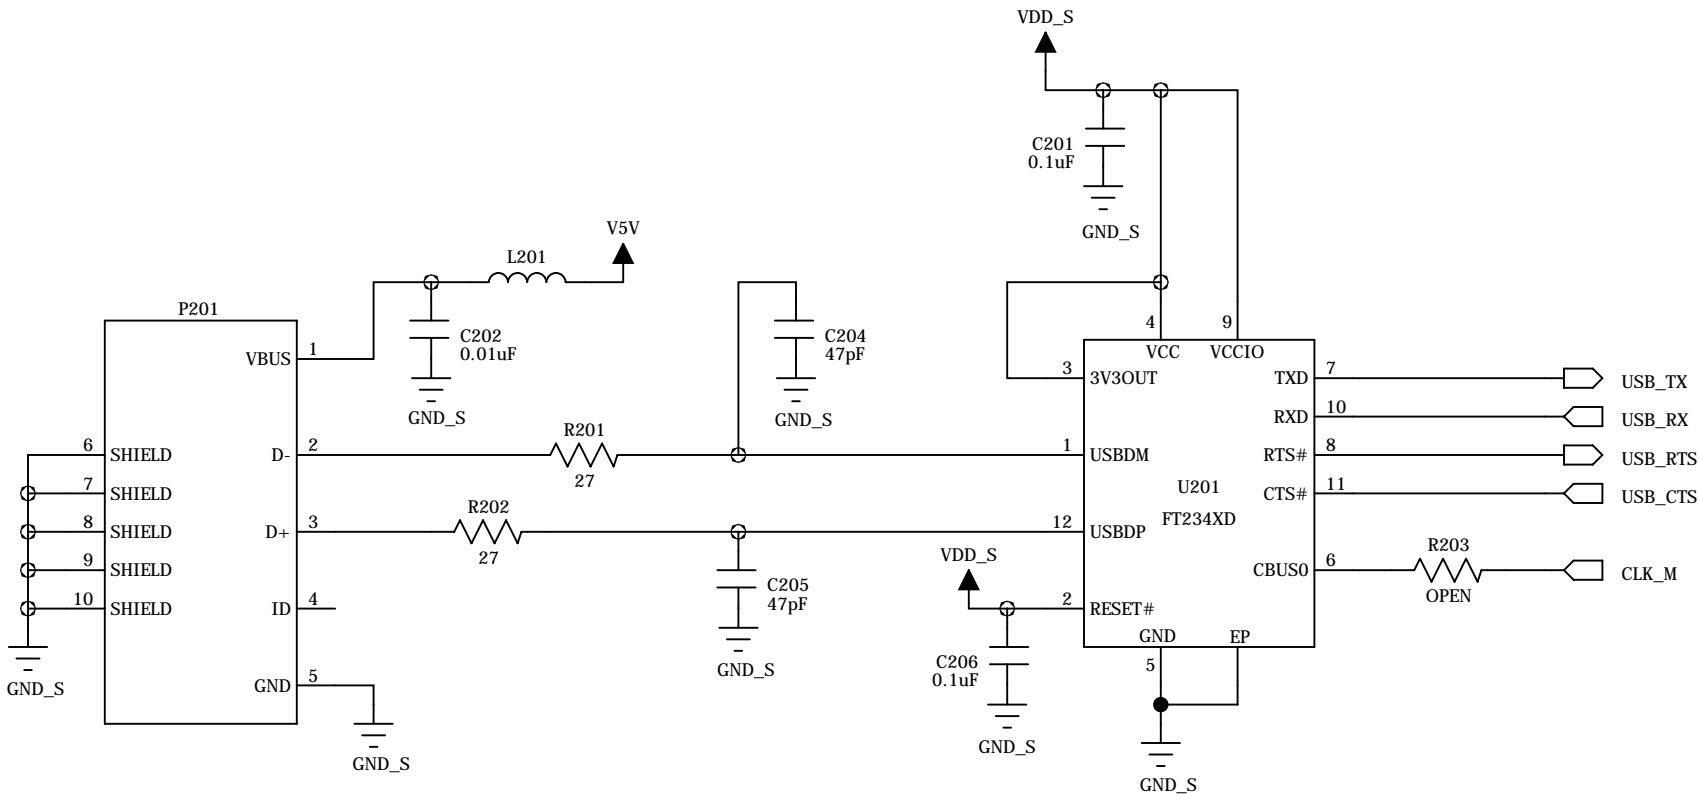 VDD_S
C201
0.1uF
GND_S
V5V
L201
P201
C202
0.01uF
GND_S
C204
47pF
GND_S
VBUS 1
6 SHIELD
7 SHIELD
8 SHIELD
9 SHIELD
10 SHIELD
GND_S
D- 2
D+ 3
ID 4
GND 5
GND_S
R201
27
R202
27
C205
47pF
GND_S
VDD_S
C206
0.1uF
GND_S
4
VCC
9
VCCIO
3 3V3OUT
1 USBDM
12 USBDP
2 RESET#
U201
FT234XD
TXD 7
RXD 10
RTS# 8
CTS# 11
CBUS0 6
GND
5
EP
GND_S
R203
OPEN
USB_TX
USB_RX
USB_RTS
USB_CTS
CLK_M